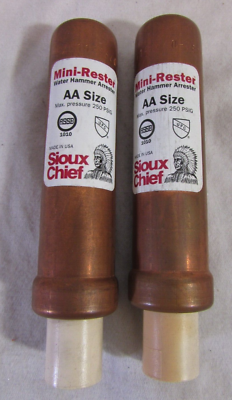 Mini-Rester
Water Hammer Arrester
AA Size
Max. pressure 250 PSIG
1010
MADE IN USA
Sioux
Chief
Mini-Rester
Water Hammer Arrester
AA Size
Max. pressure 250 PSIG
1010
MADE IN USA
Sioux
Chief